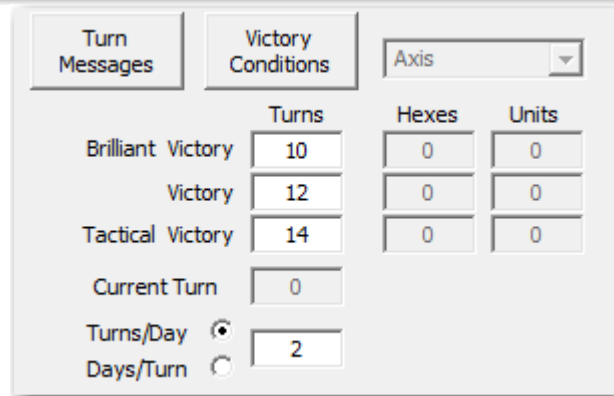 Turn Messages
Victory Conditions
Axis
Turns Hexes Units
Brilliant Victory 10 0 0
Victory 12 0 0
Tactical Victory 14 0 0
Current Turn 0
Turns/Day
2
Days/Turn